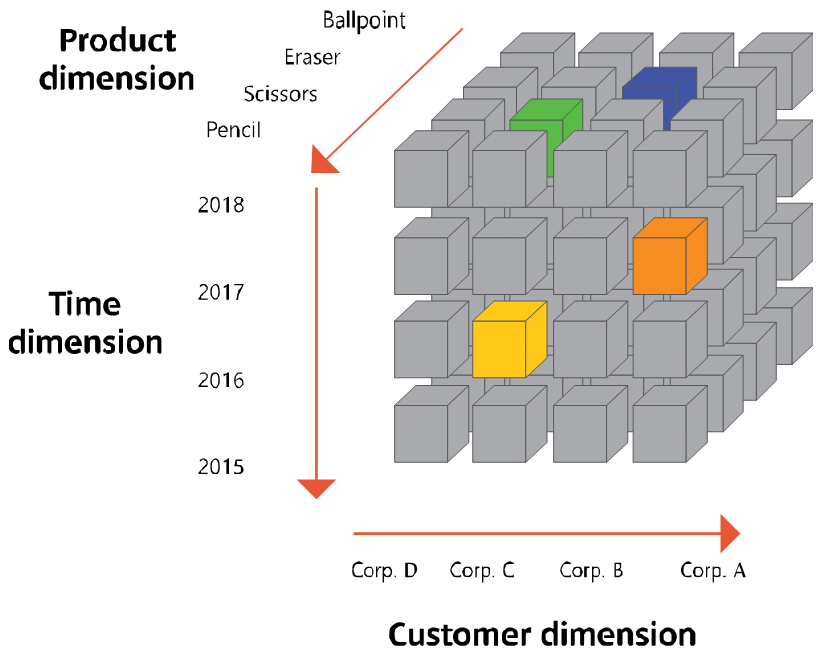 Product
dimension
Ballpoint
Eraser
Scissors
Pencil
2018
2017
Time
dimension
2016
2015
Corp. D Corp. C Corp. B Corp. A
Customer dimension